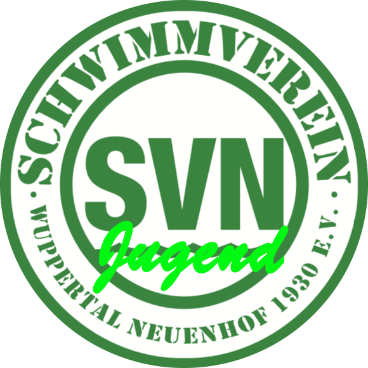 SCHWIMMVEREIN
SVN
Jugend
· WUPPERTAL NEUENHOF 1930 E.V. ·